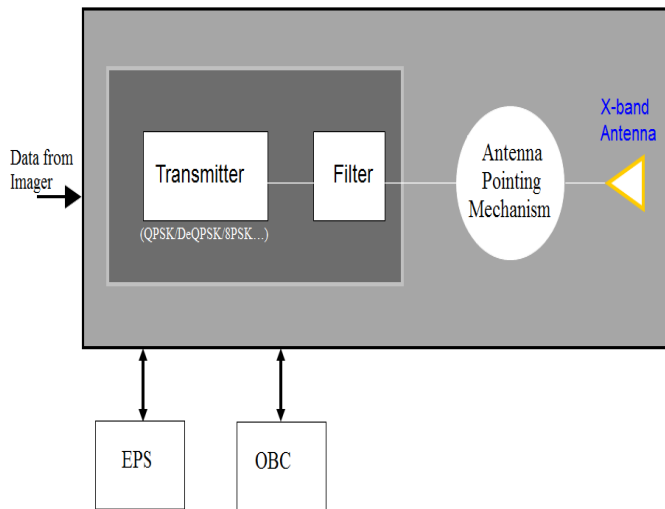 Data from
Imager
Transmitter
(QPSK/DeQPSK/8PSK...)
Filter
Antenna
Pointing
Mechanism
X-band
Antenna
EPS
OBC